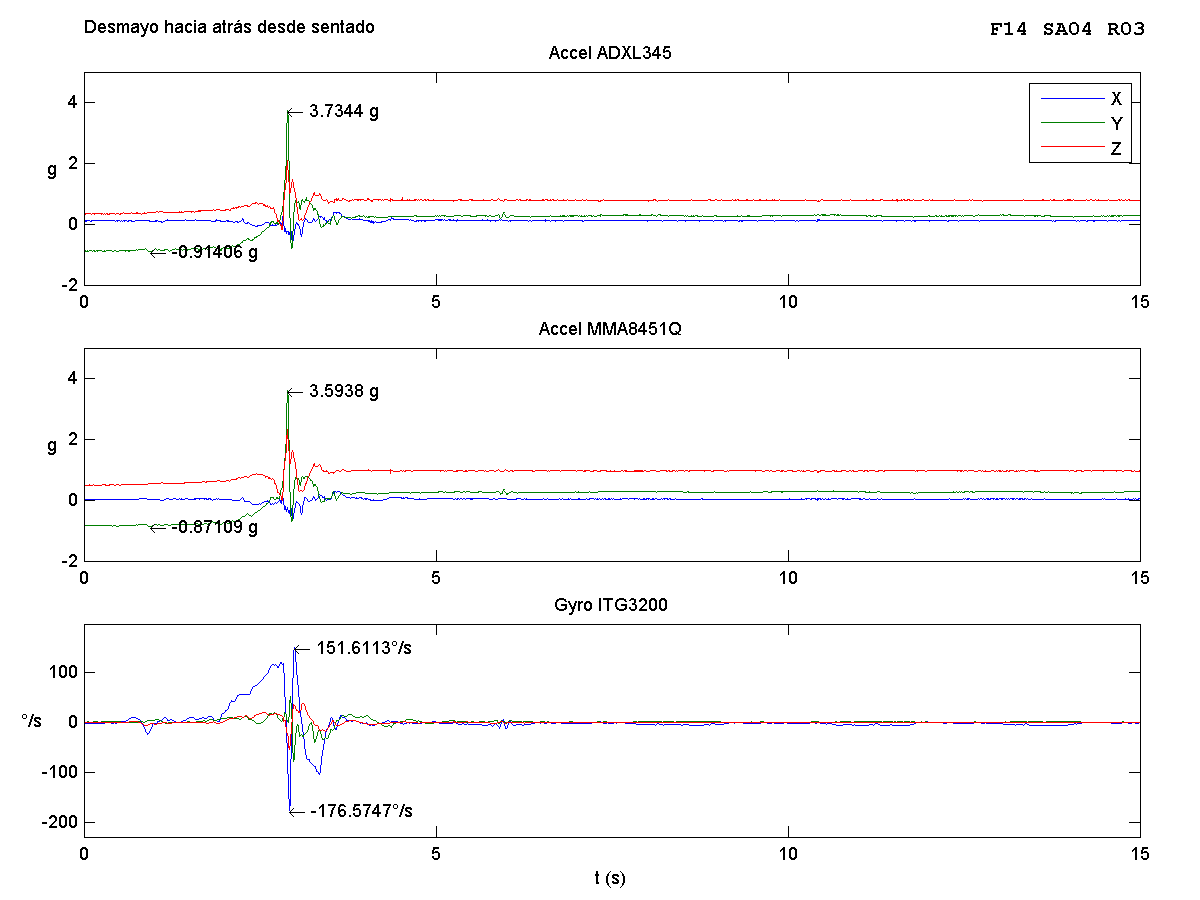 Desmayo hacia atrás desde sentado
F14 SA04 R03
Accel ADXL345
4
2
0
-2
g
3.7344 g
-0.91406 g
X
Y
Z
0 5 10 15
Accel MMA8451Q
4
2
0
-2
g
3.5938 g
-0.87109 g
0 5 10 15
Gyro ITG3200
100
0
-100
-200
°/s
151.6113°/s
-176.5747°/s
0 5 10 15
t (s)